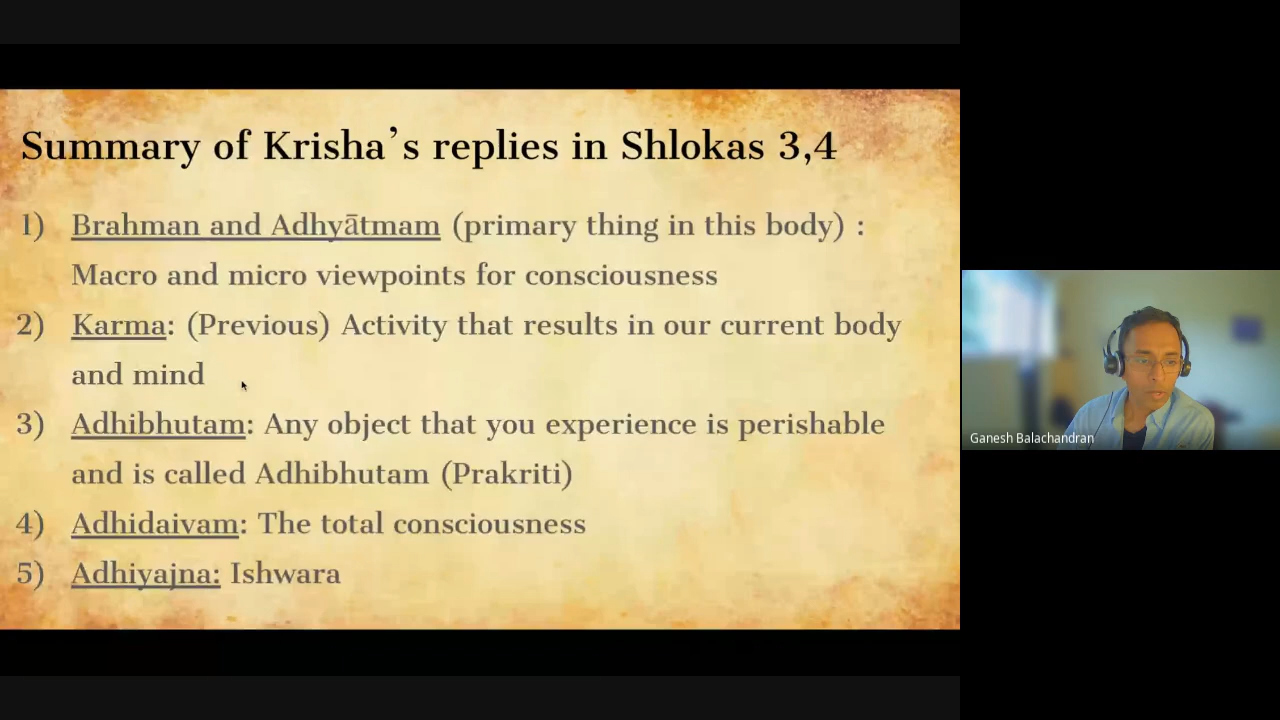 Summary of Krisha’s replies in Shlokas 3,4
1) Brahman and Adhyātmam (primary thing in this body) :
Macro and micro viewpoints for consciousness
2) Karma: (Previous) Activity that results in our current body
and mind
3) Adhibhutam: Any object that you experience is perishable
and is called Adhibhutam (Prakriti)
4) Adhidaivam: The total consciousness
5) Adhiyajna: Ishwara
Ganesh Balachandran